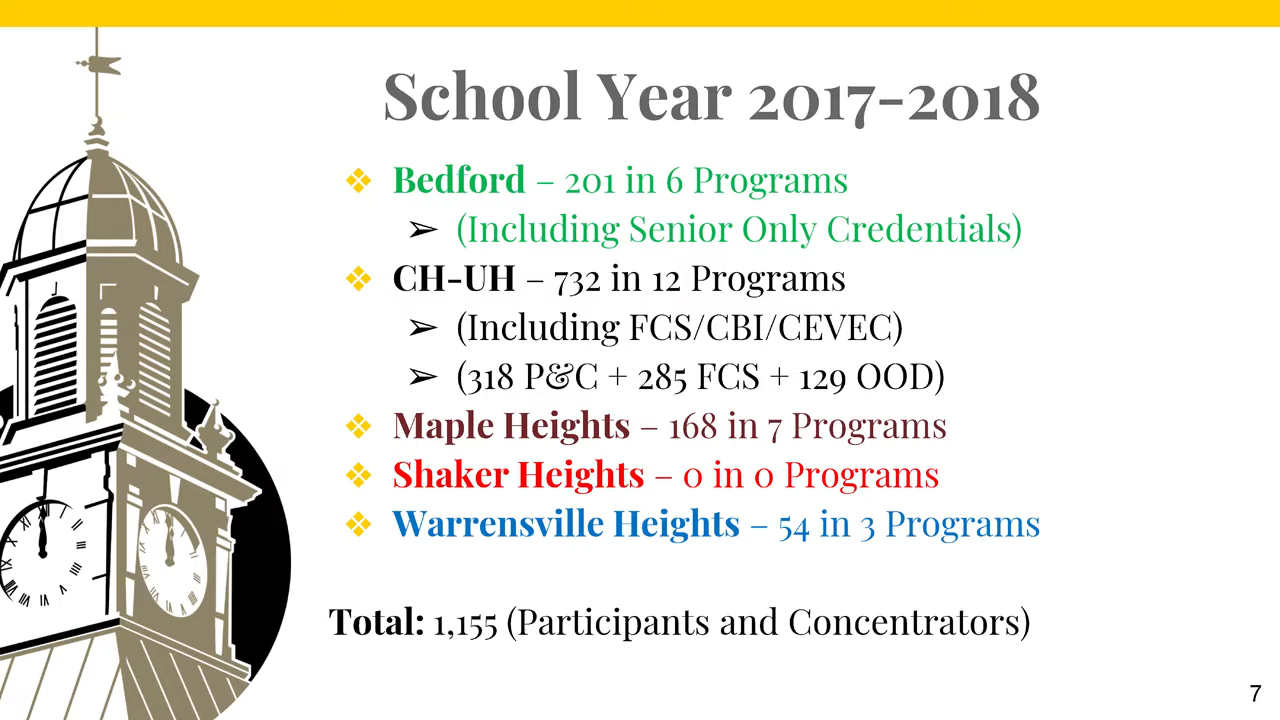 School Year 2017-2018
❖ Bedford – 201 in 6 Programs
➢ (Including Senior Only Credentials)
❖ CH-UH – 732 in 12 Programs
➢ (Including FCS/CBI/CEVEC)
➢ (318 P&C + 285 FCS + 129 OOD)
❖ Maple Heights – 168 in 7 Programs
❖ Shaker Heights – 0 in 0 Programs
❖ Warrensville Heights – 54 in 3 Programs
Total: 1,155 (Participants and Concentrators)
7